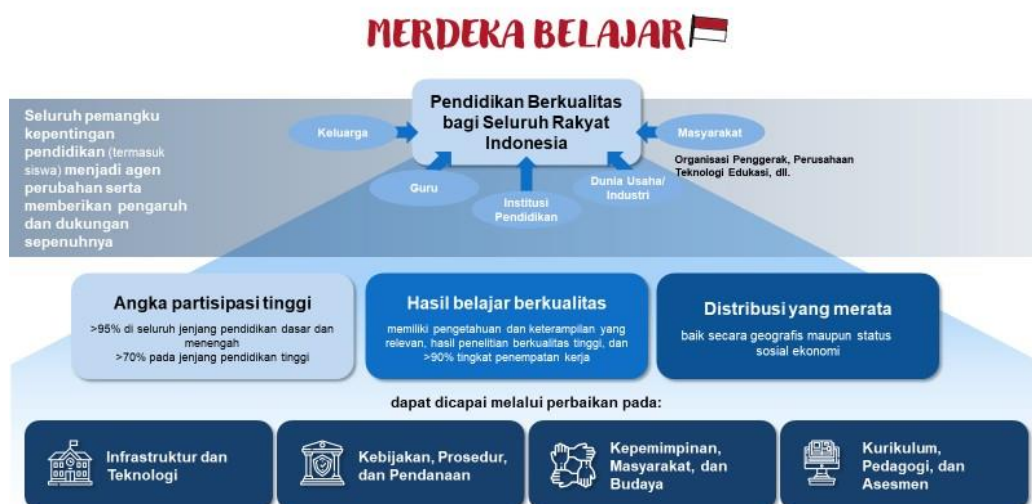 MERDEKA BELAJAR
Pendidikan Berkualitas
bagi Seluruh Rakyat
Indonesia
Seluruh pemangku
kepentingan
pendidikan (termasuk
siswa) menjadi agen
perubahan serta
memberikan pengaruh
dan dukungan
sepenuhnya
Keluarga
Guru
Institusi
Pendidikan
Dunia Usaha/
Industri
Masyarakat
Organisasi Penggerak, Perusahaan
Teknologi Edukasi, dll.
Angka partisipasi tinggi
>95% di seluruh jenjang pendidikan dasar dan
menengah
>70% pada jenjang pendidikan tinggi
Hasil belajar berkualitas
memiliki pengetahuan dan keterampilan yang
relevan, hasil penelitian berkualitas tinggi, dan
>90% tingkat penempatan kerja
Distribusi yang merata
baik secara geografis maupun status
sosial ekonomi
dapat dicapai melalui perbaikan pada:
Infrastruktur dan
Teknologi
Kebijakan, Prosedur,
dan Pendanaan
Kepemimpinan,
Masyarakat, dan
Budaya
Kurikulum,
Pedagogi, dan
Asesmen